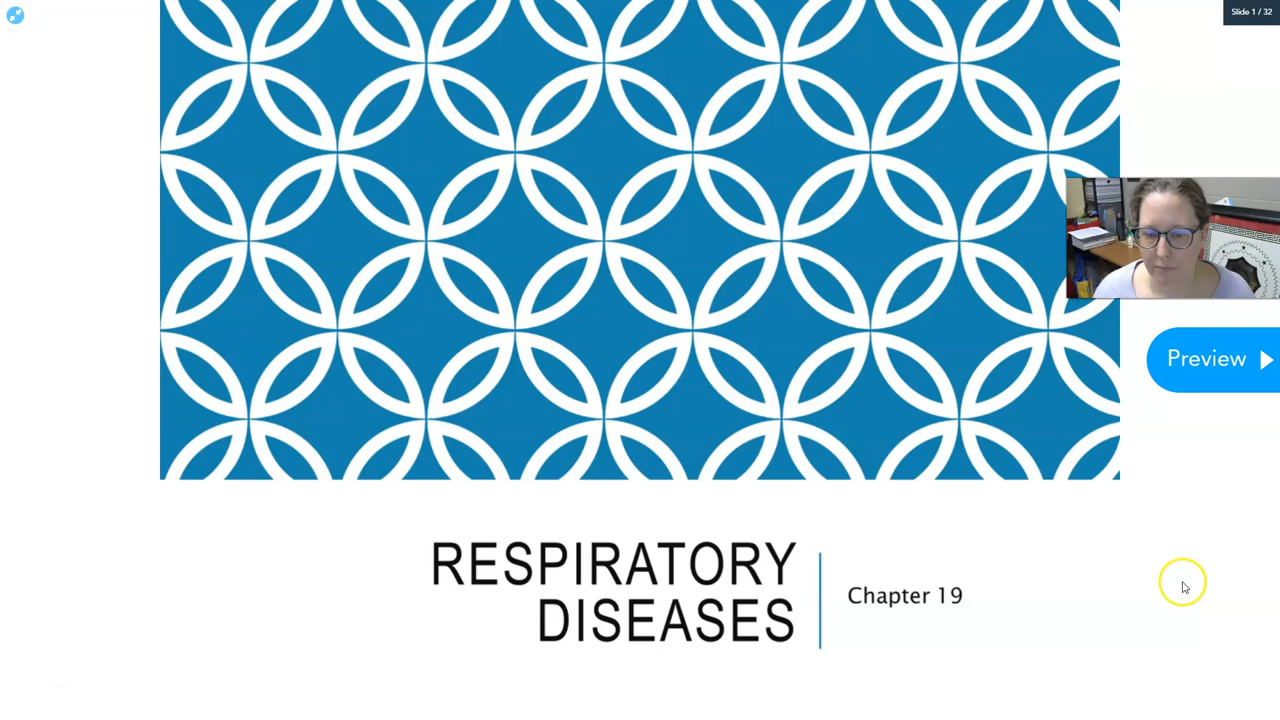 Slide 1 / 32
Preview
RESPIRATORY
DISEASES
Chapter 19